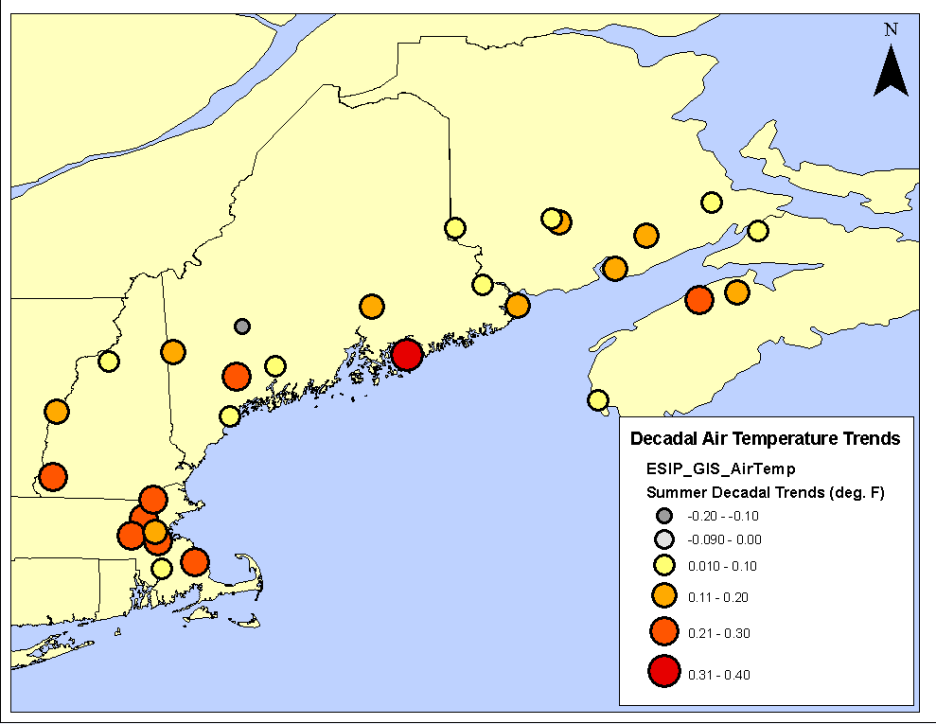 N
Decadal Air Temperature Trends
ESIP_GIS_AirTemp
Summer Decadal Trends (deg. F)
-0.20 - -0.10
-0.090 - 0.00
0.010 - 0.10
0.11 - 0.20
0.21 - 0.30
0.31 - 0.40